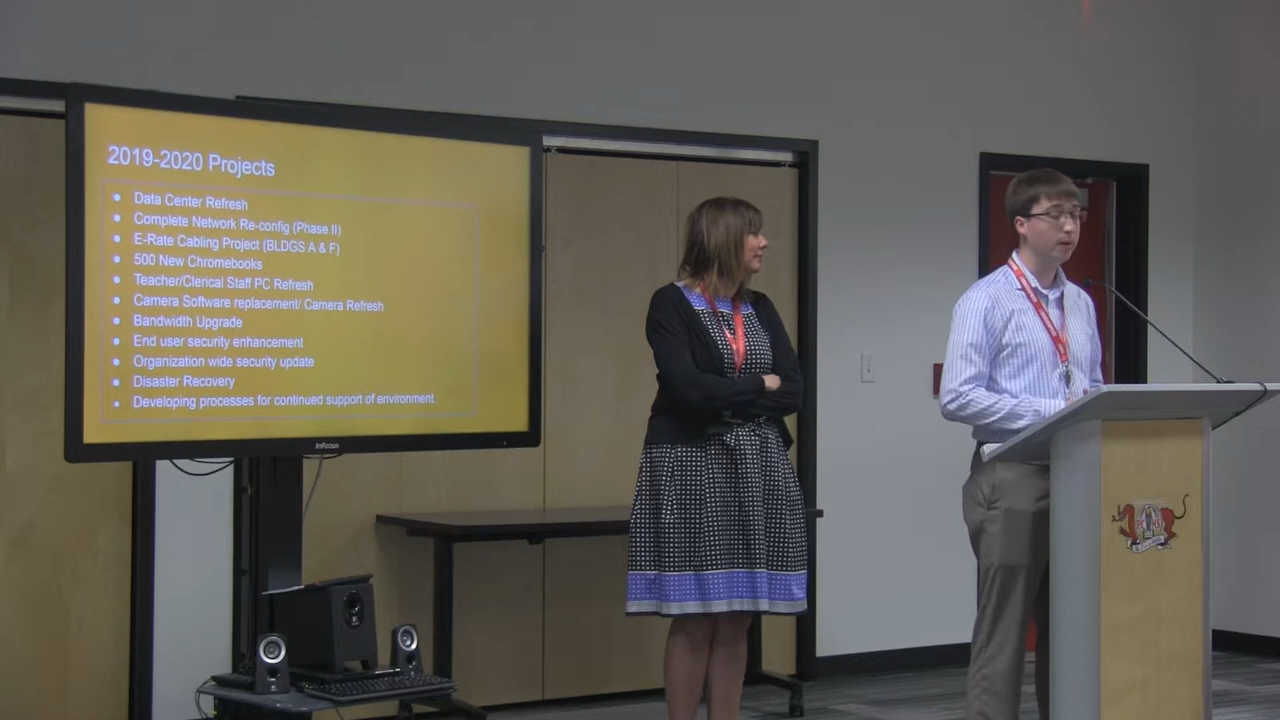 2019-2020 Projects
Data Center Refresh
Complete Network Re-config (Phase II)
E-Rate Cabling Project (BLDGS A & F)
500 New Chromebooks
Teacher/Clerical Staff PC Refresh
Camera Software replacement/ Camera Refresh
Bandwidth Upgrade
End user security enhancement
Organization wide security update
Disaster Recovery
Developing processes for continued support of environment.
InFocus